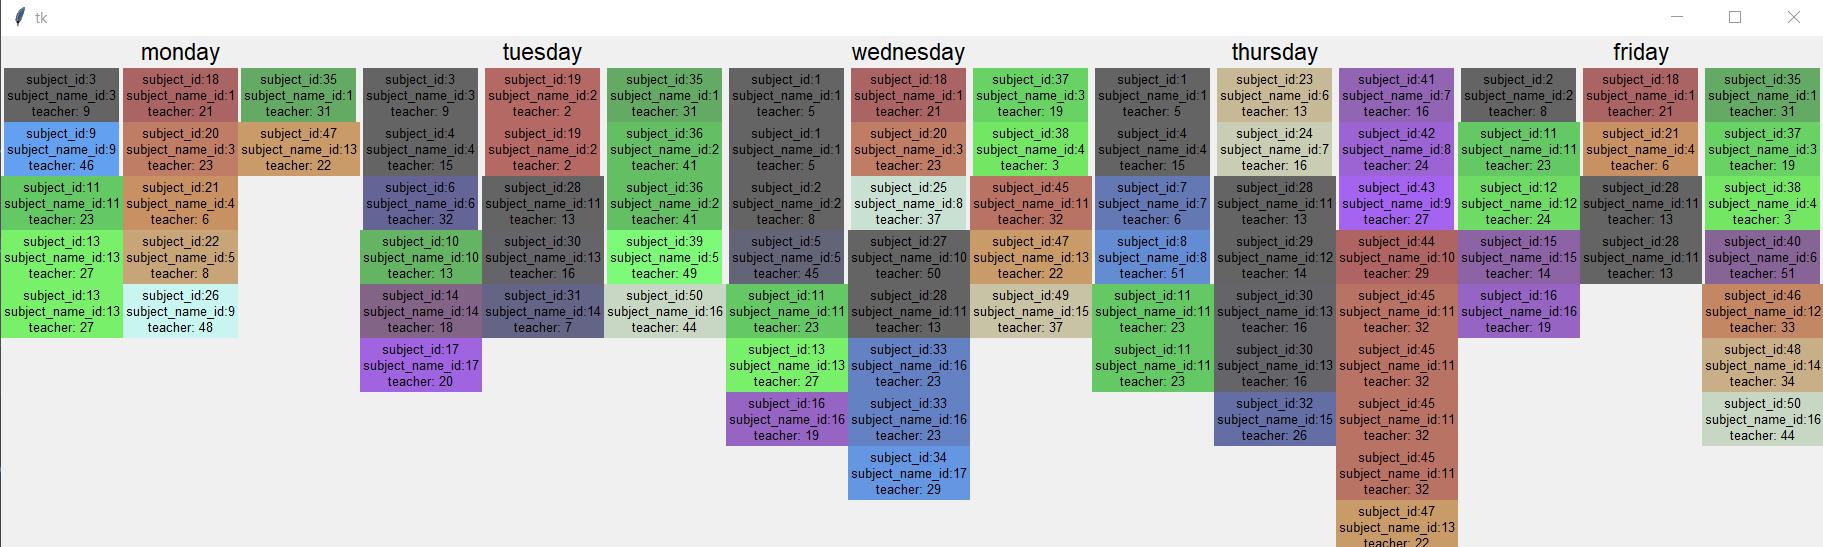 tk
monday
subject_id:3
subject_name_id:3
teacher: 9
subject_id:9
subject_name_id:9
teacher: 46
subject_id:11
subject_name_id:11
teacher: 23
subject_id:13
subject_name_id:13
teacher: 27
subject_id:13
subject_name_id:13
teacher: 27
subject_id:18
subject_name_id:1
teacher: 21
subject_id:20
subject_name_id:3
teacher: 23
subject_id:21
subject_name_id:4
teacher: 6
subject_id:22
subject_name_id:5
teacher: 8
subject_id:26
subject_name_id:9
teacher: 48
subject_id:35
subject_name_id:1
teacher: 31
subject_id:47
subject_name_id:13
teacher: 22
tuesday
subject_id:3
subject_name_id:3
teacher: 9
subject_id:4
subject_name_id:4
teacher: 15
subject_id:6
subject_name_id:6
teacher: 32
subject_id:10
subject_name_id:10
teacher: 13
subject_id:14
subject_name_id:14
teacher: 18
subject_id:17
subject_name_id:17
teacher: 20
subject_id:19
subject_name_id:2
teacher: 2
subject_id:19
subject_name_id:2
teacher: 2
subject_id:28
subject_name_id:11
teacher: 13
subject_id:30
subject_name_id:13
teacher: 16
subject_id:31
subject_name_id:14
teacher: 7
subject_id:35
subject_name_id:1
teacher: 31
subject_id:36
subject_name_id:2
teacher: 41
subject_id:36
subject_name_id:2
teacher: 41
subject_id:39
subject_name_id:5
teacher: 49
subject_id:50
subject_name_id:16
teacher: 44
wednesday
subject_id:1
subject_name_id:1
teacher: 5
subject_id:1
subject_name_id:1
teacher: 5
subject_id:2
subject_name_id:2
teacher: 8
subject_id:5
subject_name_id:5
teacher: 45
subject_id:11
subject_name_id:11
teacher: 23
subject_id:13
subject_name_id:13
teacher: 27
subject_id:16
subject_name_id:16
teacher: 19
subject_id:18
subject_name_id:1
teacher: 21
subject_id:20
subject_name_id:3
teacher: 23
subject_id:25
subject_name_id:8
teacher: 37
subject_id:27
subject_name_id:10
teacher: 50
subject_id:28
subject_name_id:11
teacher: 13
subject_id:33
subject_name_id:16
teacher: 23
subject_id:33
subject_name_id:16
teacher: 23
subject_id:34
subject_name_id:17
teacher: 29
subject_id:37
subject_name_id:3
teacher: 19
subject_id:38
subject_name_id:4
teacher: 3
subject_id:45
subject_name_id:11
teacher: 32
subject_id:47
subject_name_id:13
teacher: 22
subject_id:49
subject_name_id:15
teacher: 37
thursday
subject_id:1
subject_name_id:1
teacher: 5
subject_id:4
subject_name_id:4
teacher: 15
subject_id:7
subject_name_id:7
teacher: 6
subject_id:8
subject_name_id:8
teacher: 51
subject_id:11
subject_name_id:11
teacher: 23
subject_id:11
subject_name_id:11
teacher: 23
subject_id:23
subject_name_id:6
teacher: 13
subject_id:24
subject_name_id:7
teacher: 16
subject_id:28
subject_name_id:11
teacher: 13
subject_id:29
subject_name_id:12
teacher: 14
subject_id:30
subject_name_id:13
teacher: 16
subject_id:30
subject_name_id:13
teacher: 16
subject_id:32
subject_name_id:15
teacher: 26
subject_id:41
subject_name_id:7
teacher: 16
subject_id:42
subject_name_id:8
teacher: 24
subject_id:43
subject_name_id:9
teacher: 27
subject_id:44
subject_name_id:10
teacher: 29
subject_id:45
subject_name_id:11
teacher: 32
subject_id:45
subject_name_id:11
teacher: 32
subject_id:45
subject_name_id:11
teacher: 32
subject_id:45
subject_name_id:11
teacher: 32
subject_id:47
subject_name_id:13
teacher: 22
friday
subject_id:2
subject_name_id:2
teacher: 8
subject_id:11
subject_name_id:11
teacher: 23
subject_id:12
subject_name_id:12
teacher: 24
subject_id:15
subject_name_id:15
teacher: 14
subject_id:16
subject_name_id:16
teacher: 19
subject_id:18
subject_name_id:1
teacher: 21
subject_id:21
subject_name_id:4
teacher: 6
subject_id:28
subject_name_id:11
teacher: 13
subject_id:28
subject_name_id:11
teacher: 13
subject_id:35
subject_name_id:1
teacher: 31
subject_id:37
subject_name_id:3
teacher: 19
subject_id:38
subject_name_id:4
teacher: 3
subject_id:40
subject_name_id:6
teacher: 51
subject_id:46
subject_name_id:12
teacher: 33
subject_id:48
subject_name_id:14
teacher: 34
subject_id:50
subject_name_id:16
teacher: 44